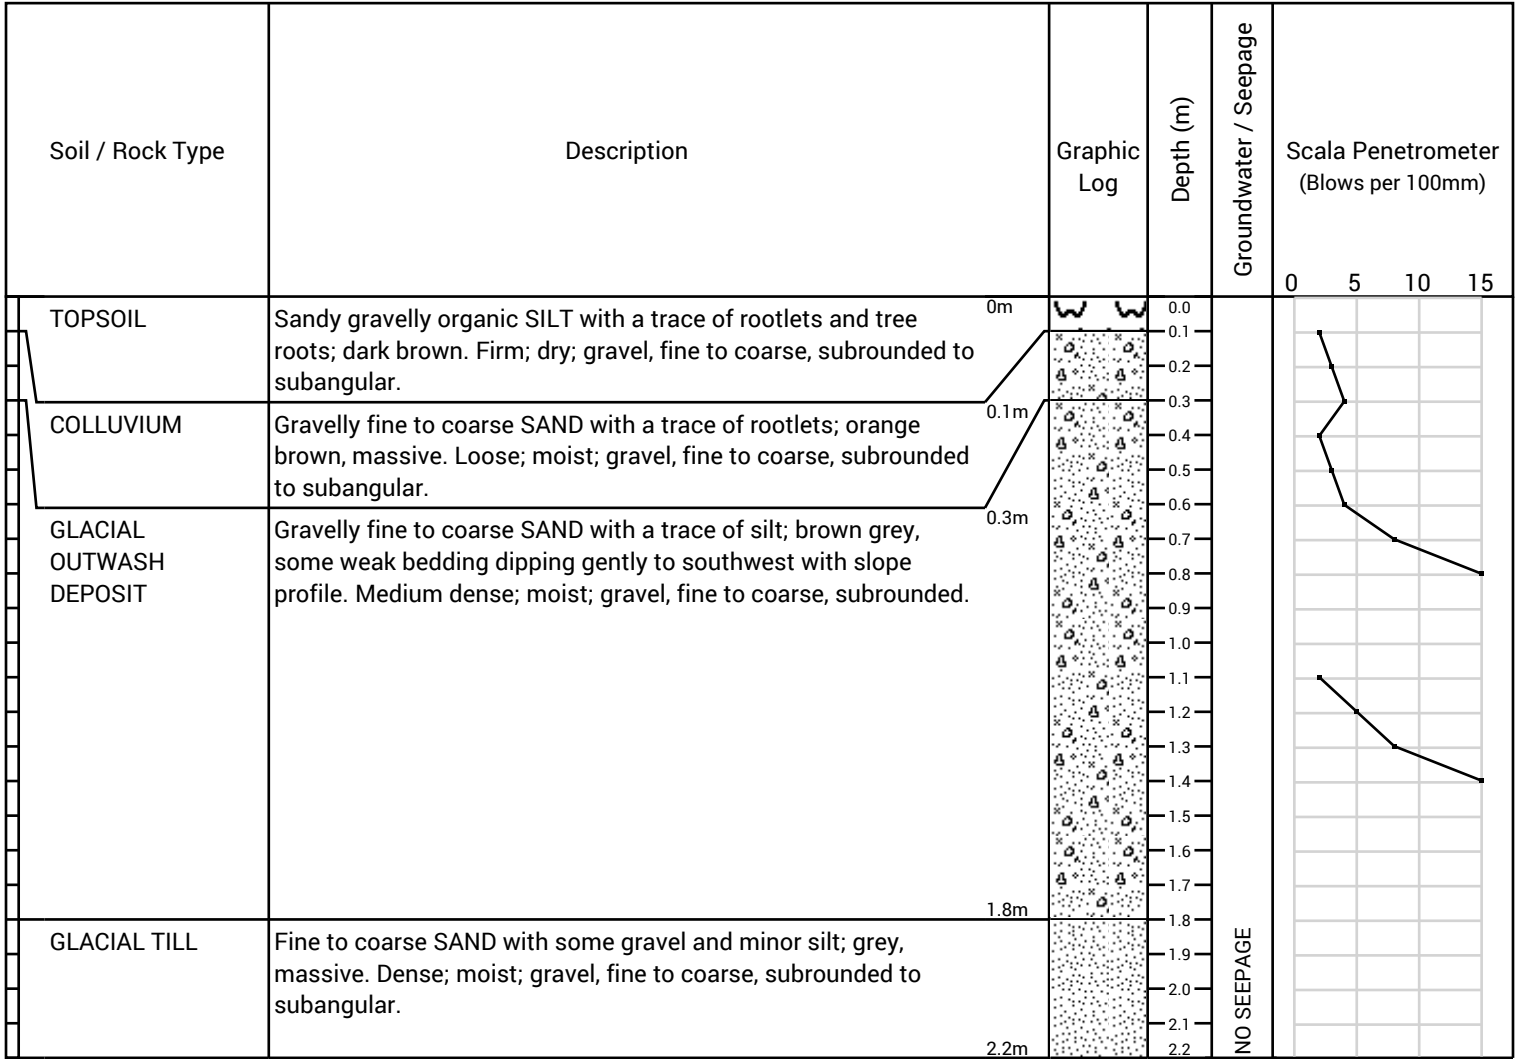 Soil / Rock Type
Description
Graphic
Log
Depth (m)
Groundwater / Seepage
Scala Penetrometer
(Blows per 100mm)
0 5 10 15
TOPSOIL
Sandy gravelly organic SILT with a trace of rootlets and tree
roots; dark brown. Firm; dry; gravel, fine to coarse, subrounded to
subangular.
0m
0.1m
COLLUVIUM
Gravelly fine to coarse SAND with a trace of rootlets; orange
brown, massive. Loose; moist; gravel, fine to coarse, subrounded
to subangular.
0.3m
GLACIAL
OUTWASH
DEPOSIT
Gravelly fine to coarse SAND with a trace of silt; brown grey,
some weak bedding dipping gently to southwest with slope
profile. Medium dense; moist; gravel, fine to coarse, subrounded.
1.8m
GLACIAL TILL
Fine to coarse SAND with some gravel and minor silt; grey,
massive. Dense; moist; gravel, fine to coarse, subrounded to
subangular.
2.2m
0.0
0.1
0.2
0.3
0.4
0.5
0.6
0.7
0.8
0.9
1.0
1.1
1.2
1.3
1.4
1.5
1.6
1.7
1.8
1.9
2.0
2.1
2.2
NO SEEPAGE